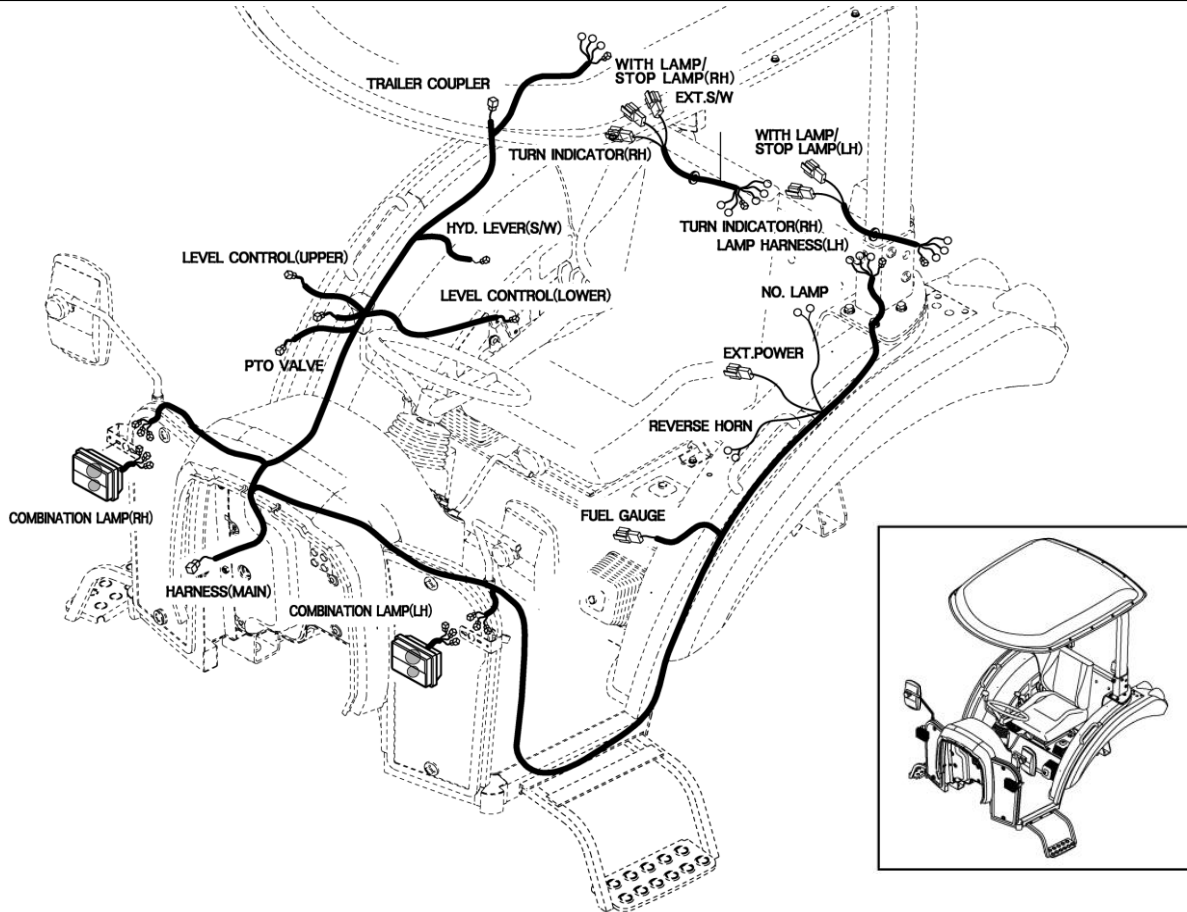 WITH LAMP/
STOP LAMP(RH)
TRAILER COUPLER
EXT.S/W
WITH LAMP/
STOP LAMP(LH)
TURN INDICATOR(RH)
HYD. LEVER(S/W)
TURN INDICATOR(RH)
LAMP HARNESS(LH)
LEVEL CONTROL(UPPER)
LEVEL CONTROL(LOWER)
NO. LAMP
EXT.POWER
PTO VALVE
REVERSE HORN
COMBINATION LAMP(RH)
FUEL GAUGE
HARNESS(MAIN)
COMBINATION LAMP(LH)